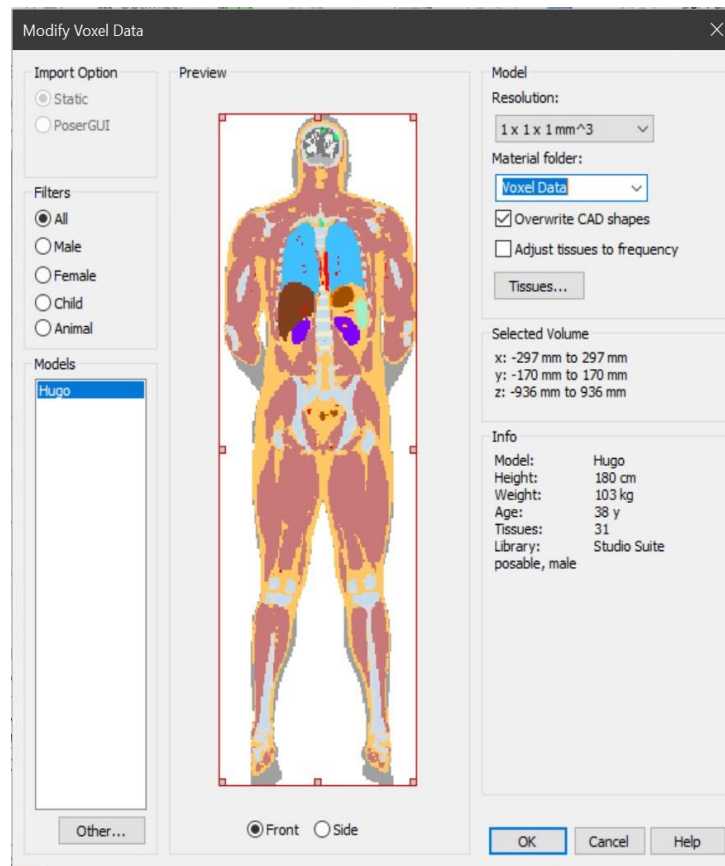 Modify Voxel Data
Import Option
Static
PoserGUI
Filters
All
Male
Female
Child
Animal
Models
Hugo
Other...
Preview
Front Side
Model
Resolution:
1 x 1 x 1 mm^3
Material folder:
Voxel Data
Overwrite CAD shapes
Adjust tissues to frequency
Tissues...
Selected Volume
x: -297 mm to 297 mm
y: -170 mm to 170 mm
z: -936 mm to 936 mm
Info
Model: Hugo
Height: 180 cm
Weight: 103 kg
Age: 38 y
Tissues: 31
Library: Studio Suite
posable, male
OK Cancel Help